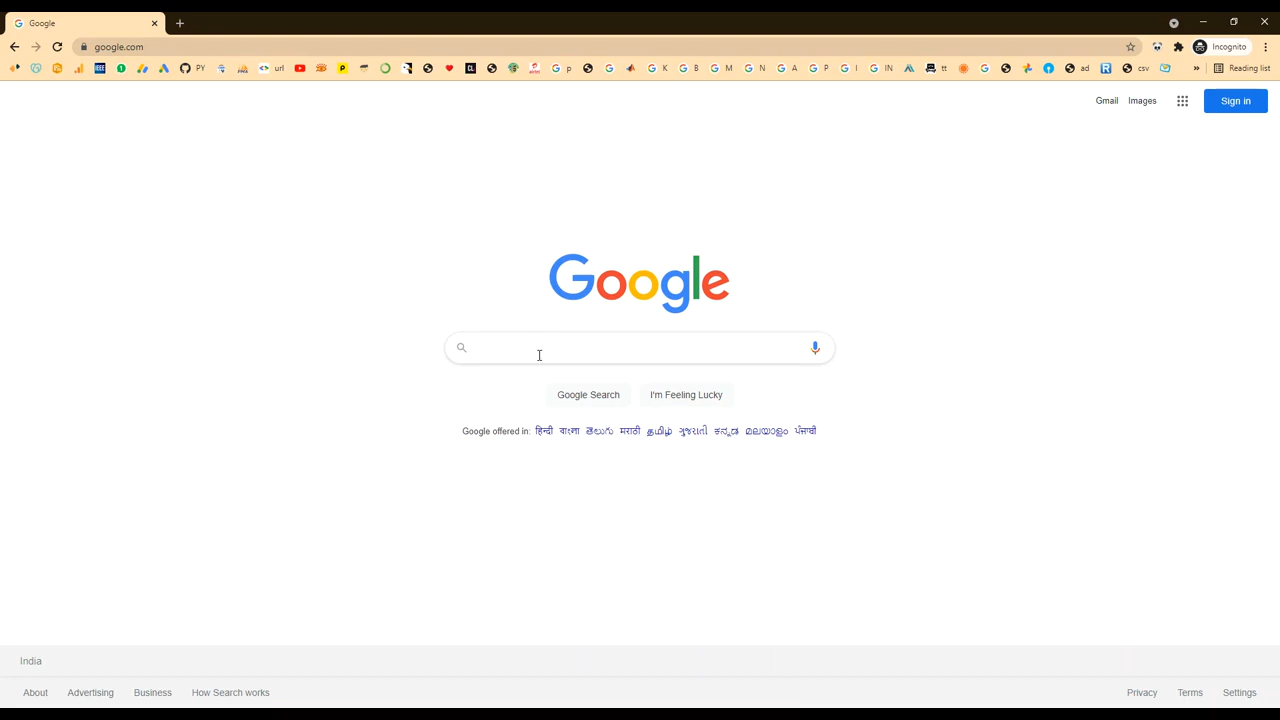 Google
google.com
Incognito
PY
url
p
K
B
M
N
A
P
I
IN
tt
ad
csv
Reading list
Gmail
Images
Sign in
Google
Google Search
I'm Feeling Lucky
Google offered in: हिन्दी বাংলা తెలుగు मराठी தமிழ் ગુજરાતી ಕನ್ನಡ മലയാളം ਪੰਜਾਬੀ
India
About
Advertising
Business
How Search works
Privacy
Terms
Settings